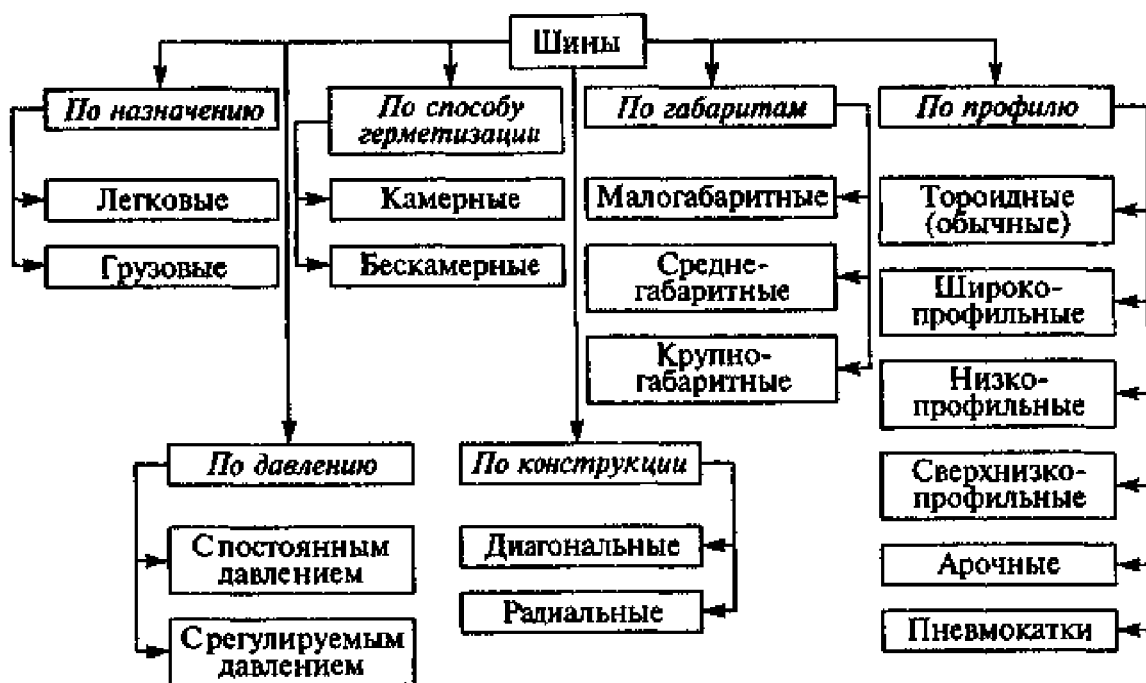 Шины
По назначению
Легковые
Грузовые
По способу
герметизации
Камерные
Бескамерные
По габаритам
Малогабаритные
Средне-
габаритные
Крупно-
габаритные
По профилю
Тороидные
(обычные)
Широко-
профильные
Низко-
профильные
Сверхнизко-
профильные
Арочные
Пневмокатки
По давлению
С постоянным
давлением
С регулируемым
давлением
По конструкции
Диагональные
Радиальные